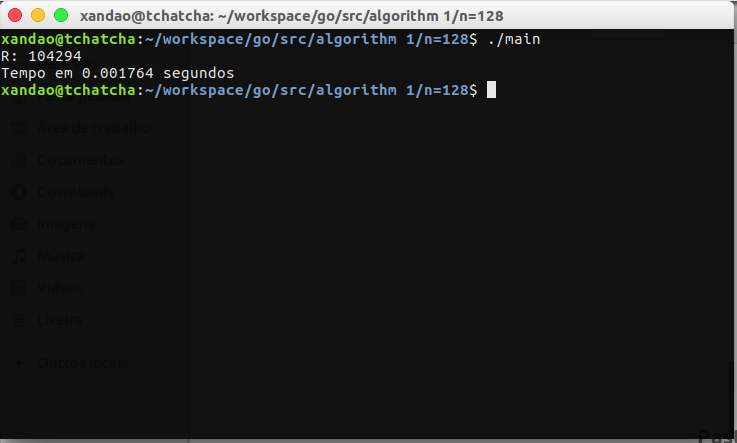 xandao@tchatcha: ~/workspace/go/src/algorithm 1/n=128
xandao@tchatcha:~/workspace/go/src/algorithm 1/n=128$ ./main
R: 104294
Tempo em 0.001764 segundos
xandao@tchatcha:~/workspace/go/src/algorithm 1/n=128$
Área de trabalho
Documentos
Downloads
Imagens
Música
Vídeos
Lixeira
+ Outros locais